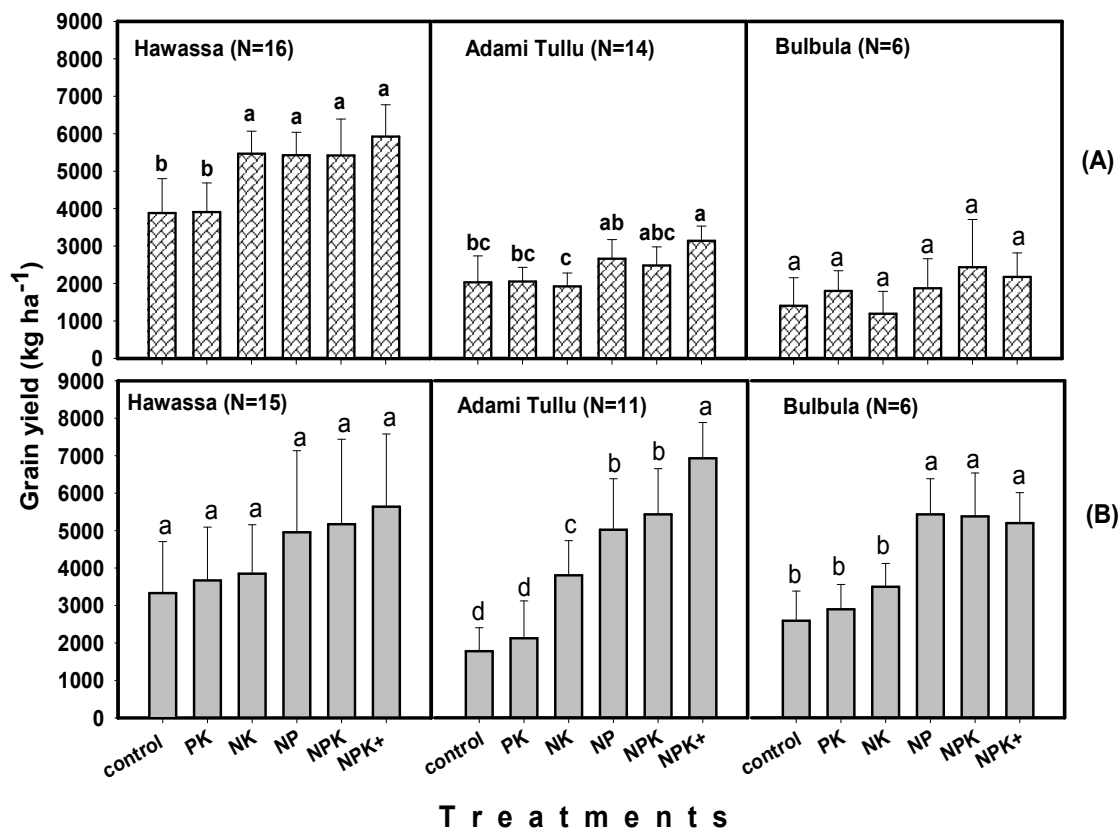 Grain yield (kg ha⁻¹)
9000
8000
7000
6000
5000
4000
3000
2000
1000
0
Hawassa (N=16)
b b a a a a
Adami Tullu (N=14)
bc bc c ab abc a
Bulbula (N=6)
a a a a a a
(A)
9000
8000
7000
6000
5000
4000
3000
2000
1000
0
Hawassa (N=15)
a a a a a a
Adami Tullu (N=11)
d d c b b a
Bulbula (N=6)
b b b a a a
(B)
control PK NK NP NPK NPK+
control PK NK NP NPK NPK+
control PK NK NP NPK NPK+
Treatments